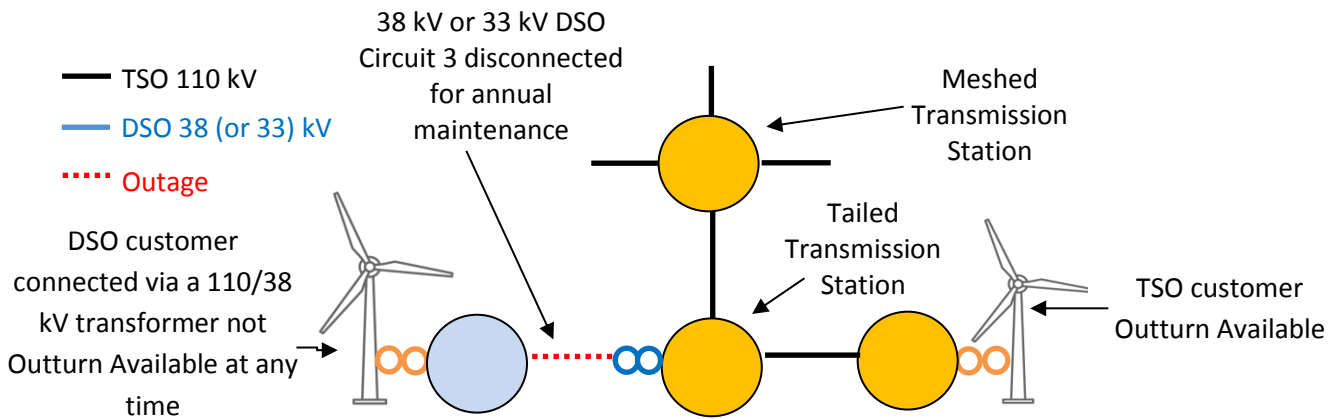 38 kV or 33 kV DSO
Circuit 3 disconnected
for annual
maintenance
TSO 110 kV
DSO 38 (or 33) kV
Outage
Meshed
Transmission
Station
DSO customer
connected via a 110/38
kV transformer not
Outturn Available at any
time
Tailed
Transmission
Station
TSO customer
Outturn Available